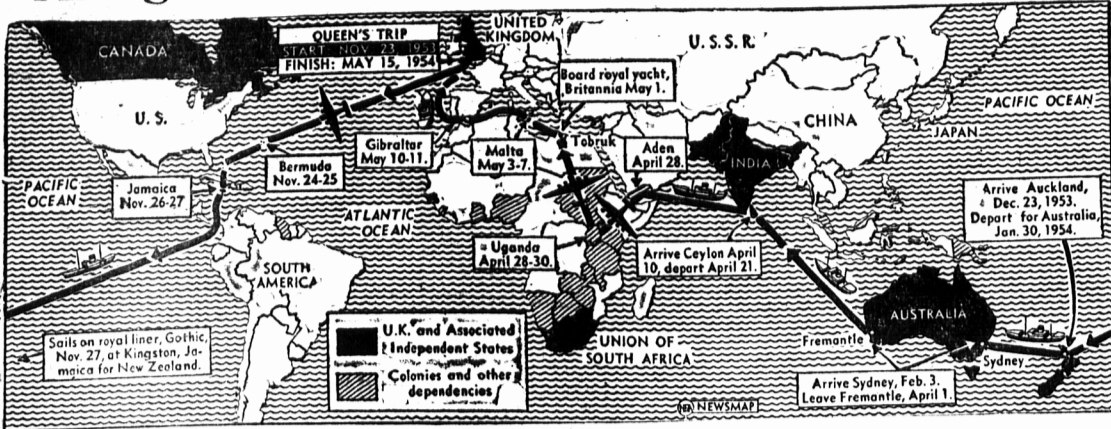 CANADA
QUEEN'S TRIP
START: NOV. 23, 1953
FINISH: MAY 15, 1954
UNITED
KINGDOM
U.S.S.R.
U. S.
Board royal yacht,
Britannia May 1.
PACIFIC OCEAN
CHINA
JAPAN
Gibraltar
May 10-11.
Malta
May 3-7.
Tobruk
Aden
April 28.
INDIA
Bermuda
Nov. 24-25
Jamaica
Nov. 26-27
PACIFIC
OCEAN
ATLANTIC
OCEAN
Arrive Auckland,
Dec. 23, 1953.
Depart for Australia,
Jan. 30, 1954.
Uganda
April 28-30.
Arrive Ceylon April
10, depart April 21.
SOUTH
AMERICA
AUSTRALIA
Sails on royal liner, Gothic,
Nov. 27, at Kingston, Ja-
maica for New Zealand.
U.K. and Associated
Independent States
Colonies and other
dependencies
UNION OF
SOUTH AFRICA
Fremantle
Sydney
Arrive Sydney, Feb. 3.
Leave Fremantle, April 1.
NEA NEWSMAP